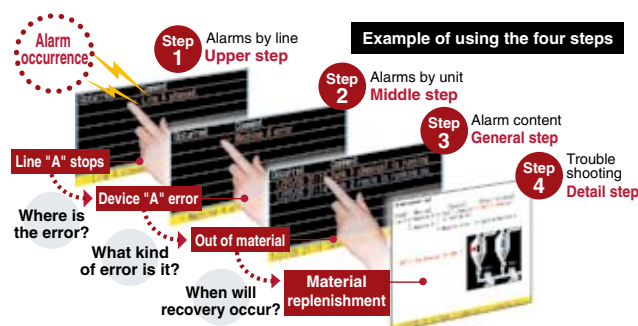 Alarm
occurrence
Step
1
Alarms by line
Upper step
Example of using the four steps
Step
2
Alarms by unit
Middle step
Step
3
Alarm content
General step
Step
4
Trouble
shooting
Detail step
Line "A" stops
Where is
the error?
Device "A" error
What kind
of error is it?
Out of material
When will
recovery occur?
Material
replenishment